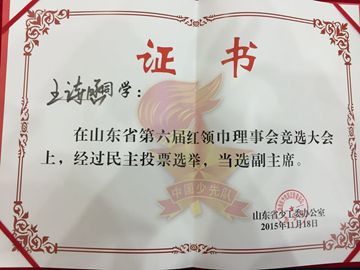 证 书
王诗涵同学：
在山东省第六届红领巾理事会竞选大会
上，经过民主投票选举，当选副主席。
中国少先队
山东省少工委办公室
2015年11月18日